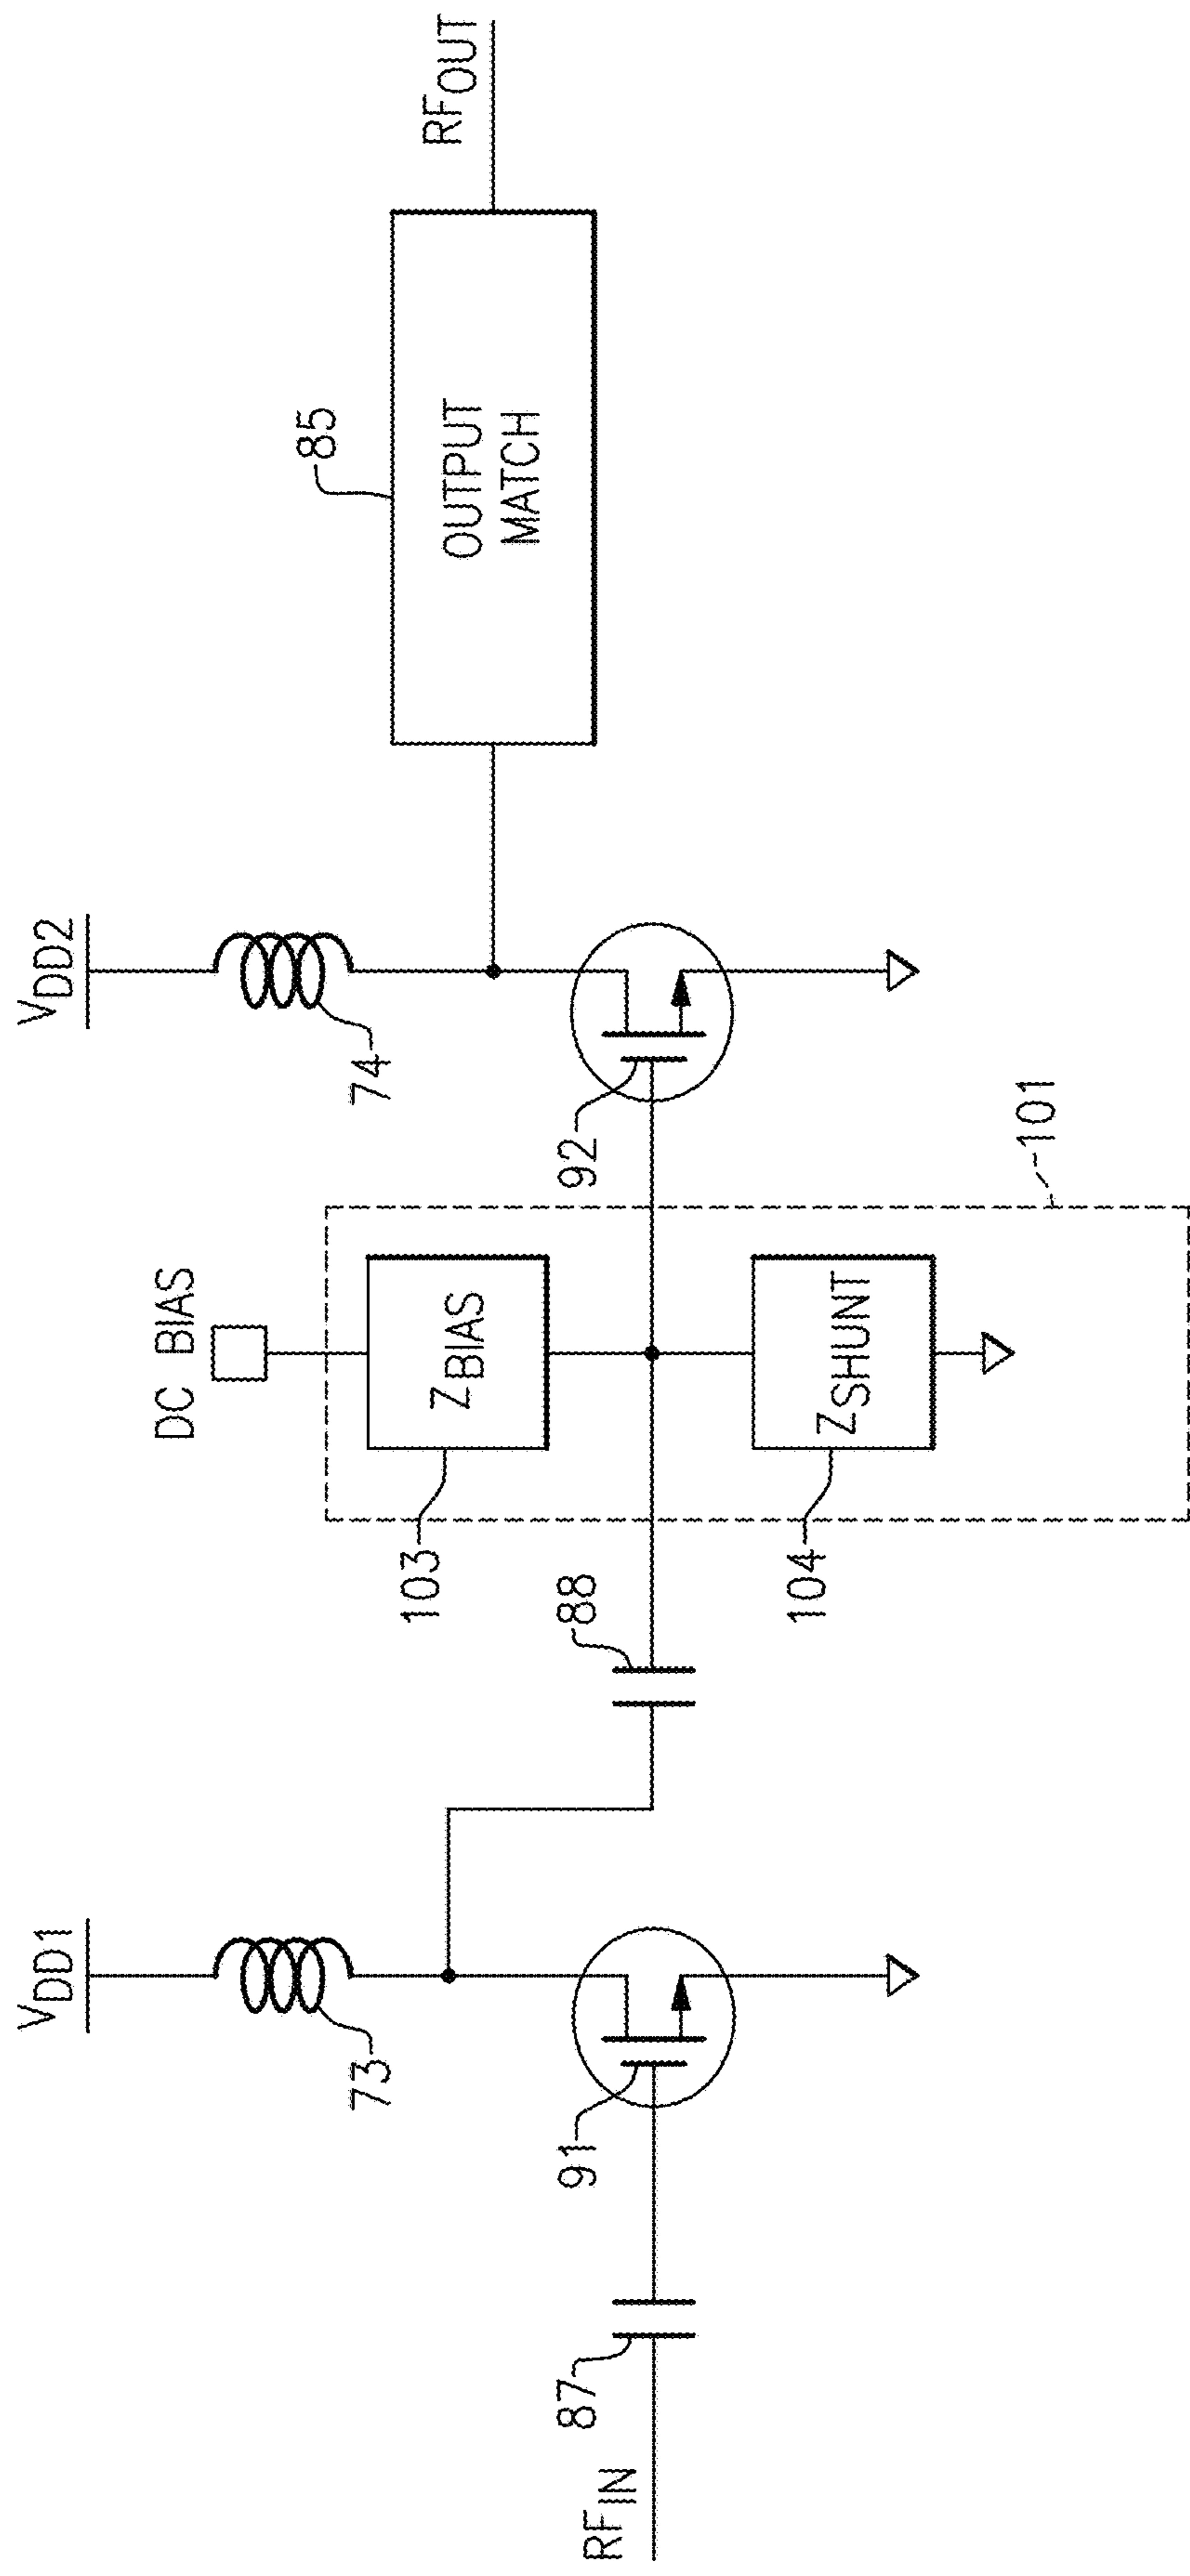 V_DD1
V_DD2
DC BIAS
RF_IN
87
91
73
88
103
Z_BIAS
104
Z_SHUNT
101
92
74
85
OUTPUT
MATCH
RF_OUT